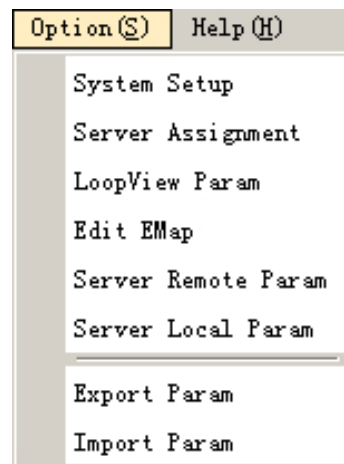 Option(S) Help(H)
System Setup
Server Assignment
LoopView Param
Edit EMap
Server Remote Param
Server Local Param
Export Param
Import Param